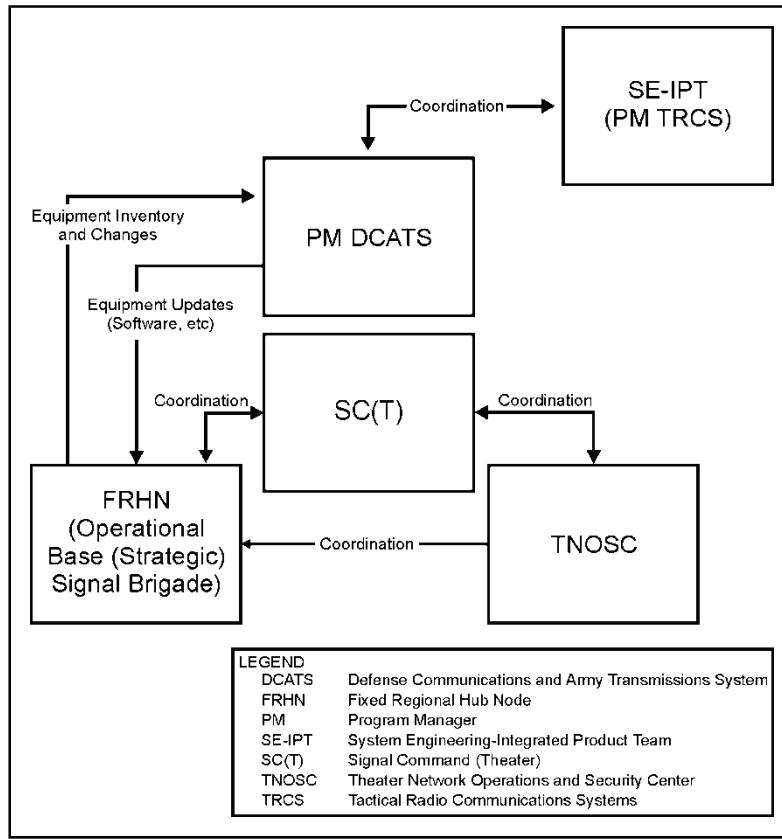 SE-IPT
(PM TRCS)
Coordination
PM DCATS
Equipment Inventory
and Changes
Equipment Updates
(Software, etc)
SC(T)
Coordination
Coordination
FRHN
(Operational
Base (Strategic)
Signal Brigade)
Coordination
TNOSC
LEGEND
DCATS Defense Communications and Army Transmissions System
FRHN Fixed Regional Hub Node
PM Program Manager
SE-IPT System Engineering-Integrated Product Team
SC(T) Signal Command (Theater)
TNOSC Theater Network Operations and Security Center
TRCS Tactical Radio Communications Systems